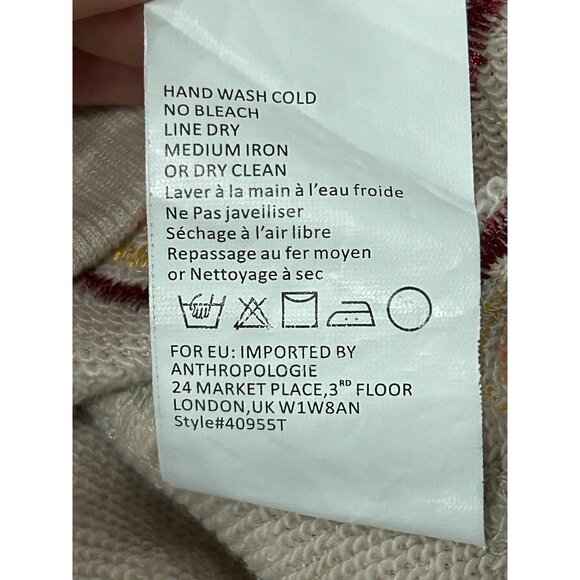 HAND WASH COLD
NO BLEACH
LINE DRY
MEDIUM IRON
OR DRY CLEAN
Laver à la main à l'eau froide
Ne Pas javelliser
Séchage à l'air libre
Repassage au fer moyen
or Nettoyage à sec
FOR EU: IMPORTED BY
ANTHROPOLOGIE
24 MARKET PLACE,3RD FLOOR
LONDON,UK W1W8AN
Style#40955T